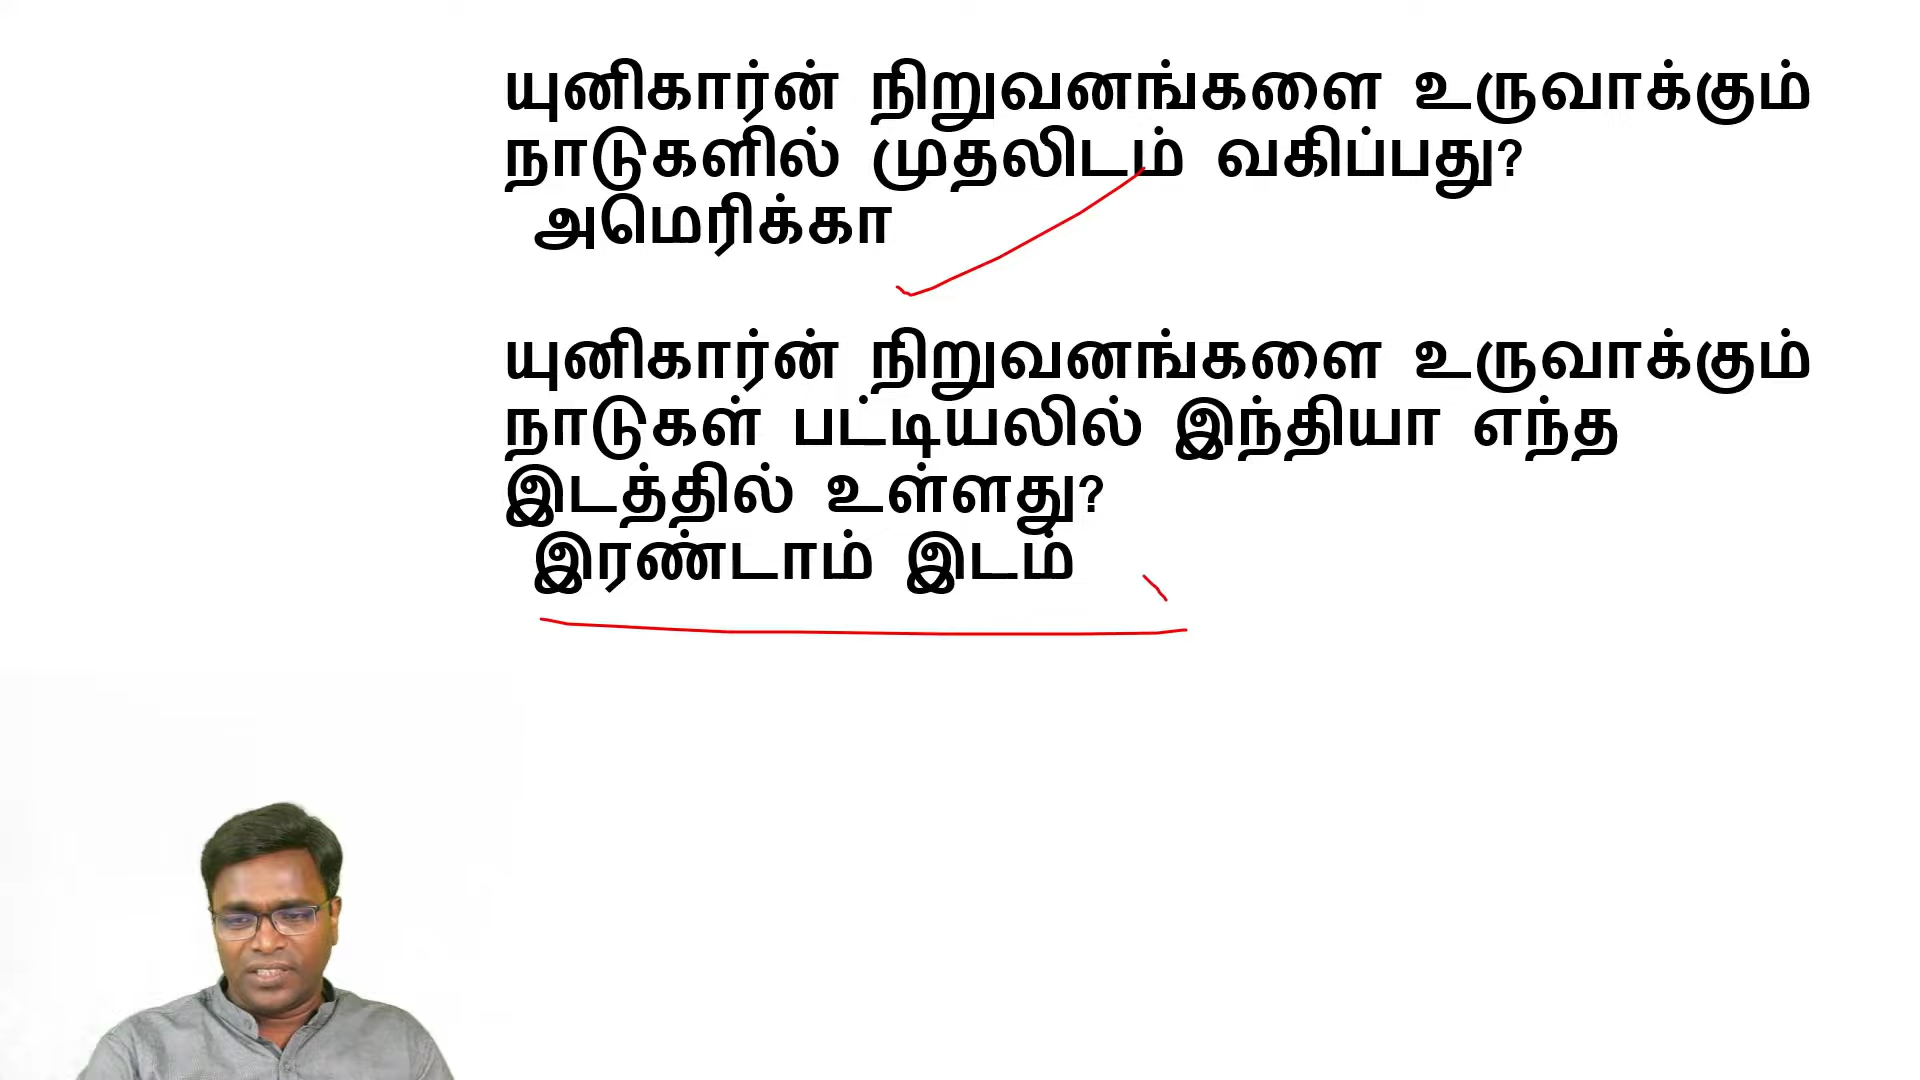 யுனிகார்ன் நிறுவனங்களை உருவாக்கும்
நாடுகளில் முதலிடம் வகிப்பது?
அமெரிக்கா
யுனிகார்ன் நிறுவனங்களை உருவாக்கும்
நாடுகள் பட்டியலில் இந்தியா எந்த
இடத்தில் உள்ளது?
இரண்டாம் இடம்